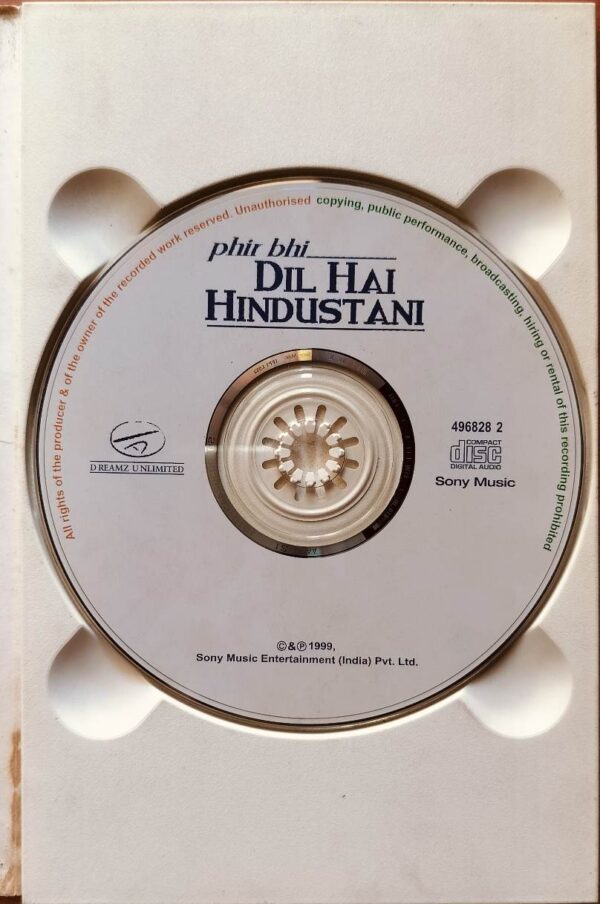 All rights of the producer & of the owner of the recorded work reserved. Unauthorised copying, public performance, broadcasting, hiring or rental of this recording prohibited
phir bhi
DIL HAI
HINDUSTANI
DREAMZ UNLIMITED
496828 2
COMPACT
disc
DIGITAL AUDIO
Sony Music
©&℗1999,
Sony Music Entertainment (India) Pvt. Ltd.